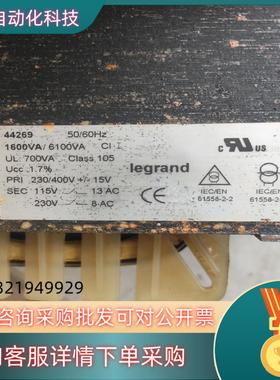 自动化科技
44269 50/60Hz
1600VA / 6100VA CI I
UL 700VA Class 105
Ucc 1.7%
PRI 230/400V +/- 15V
SEC 115V 13 AC
230V 8 AC
legrand
c UL US
CE
IEC/EN
61558-2-2
IEC/EN
61558-2
321949929
咨询采购批发可对公开票
客服详情下单采购